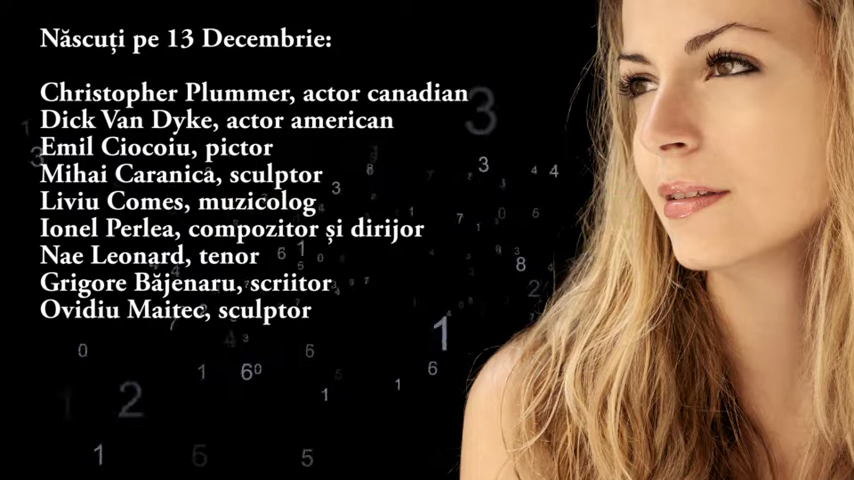 Născuți pe 13 Decembrie:
Christopher Plummer, actor canadian
Dick Van Dyke, actor american
Emil Ciocoiu, pictor
Mihai Caranica, sculptor
Liviu Comes, muzicolog
Ionel Perlea, compozitor și dirijor
Nae Leonard, tenor
Grigore Băjenaru, scriitor
Ovidiu Maitec, sculptor